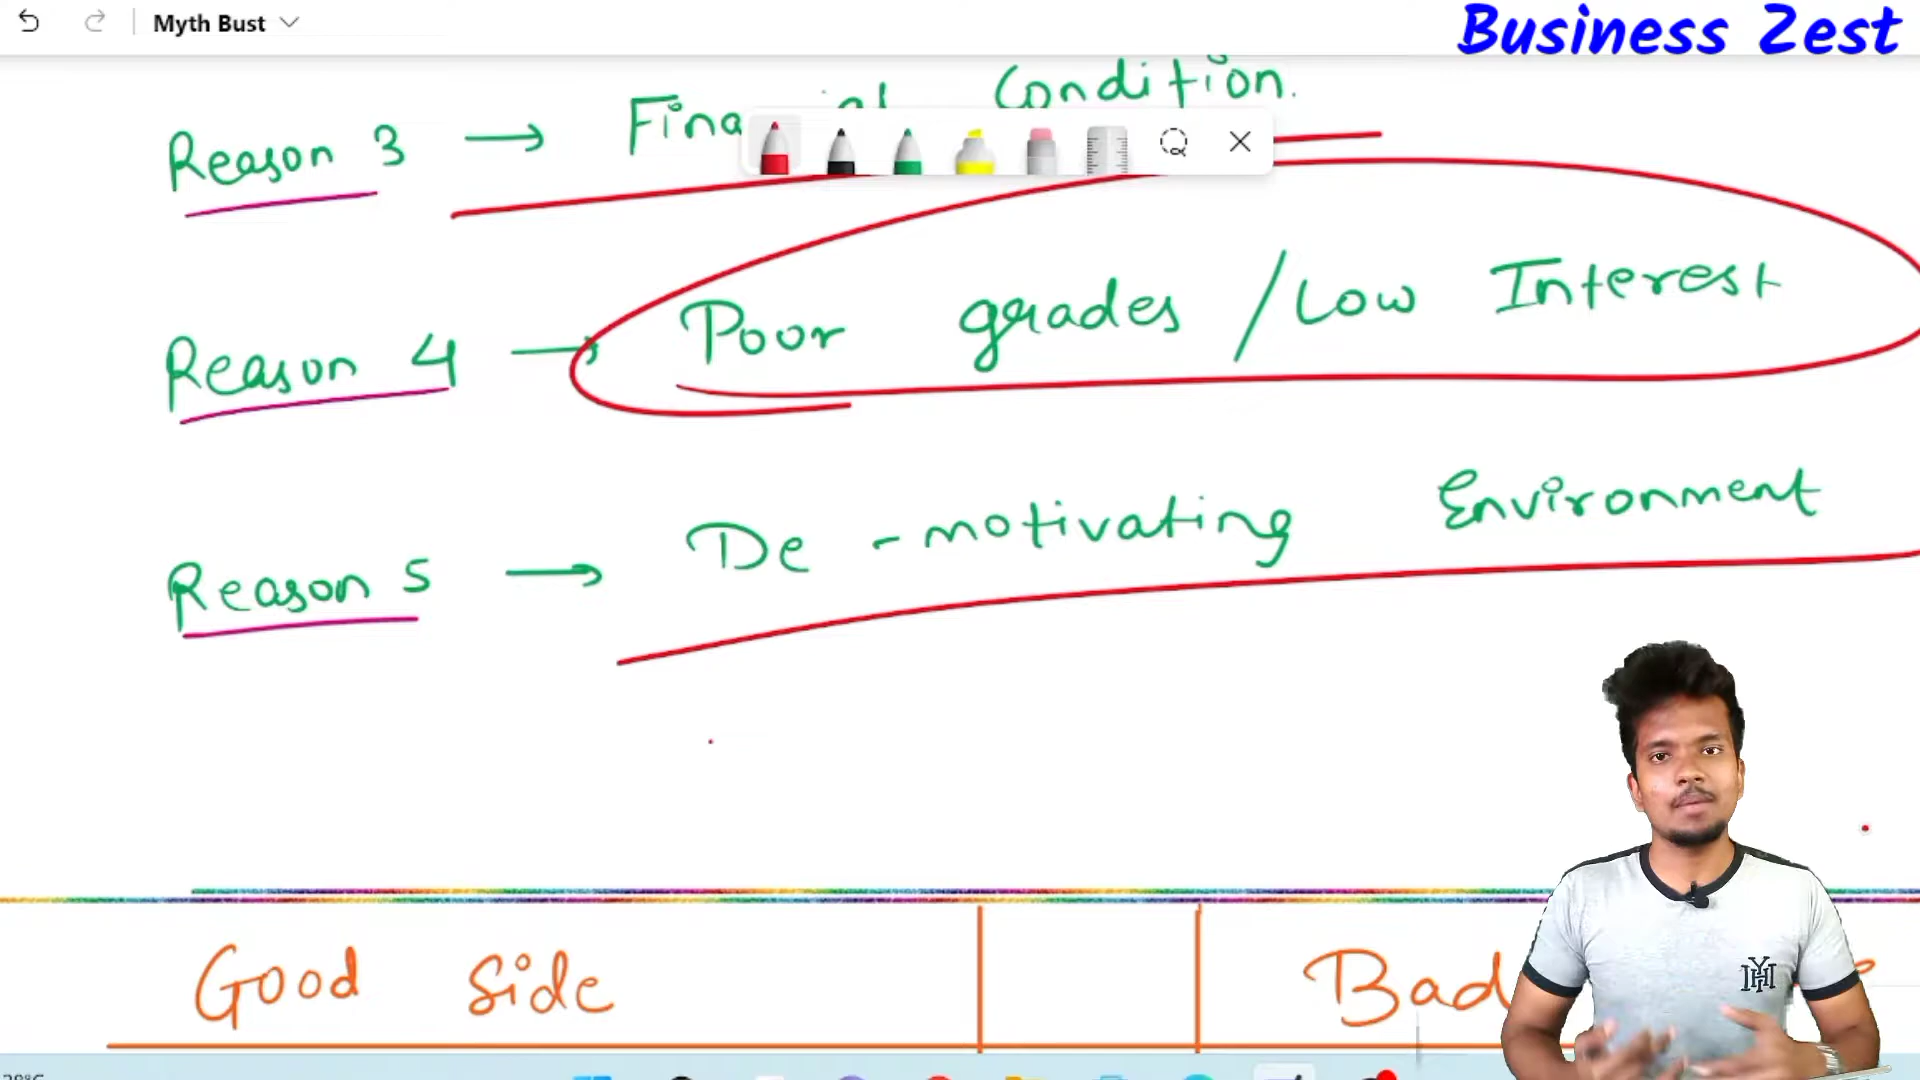 Myth Bust
Business Zest
Reason 3 → Condition.
Reason 4 → Poor grades / Low Interest
Reason 5 → De-motivating Environment
Good Side
Bad